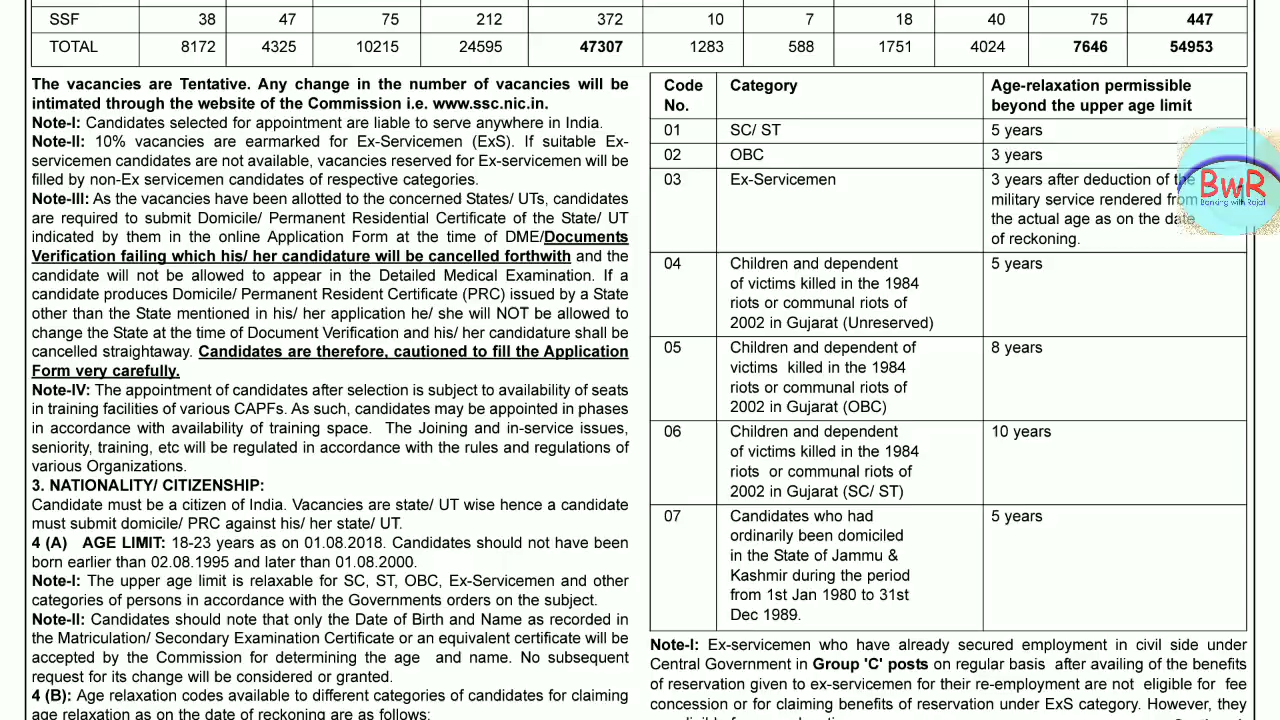 SSF 38 47 75 212 372 10 7 18 40 75 447
TOTAL 8172 4325 10215 24595 47307 1283 588 1751 4024 7646 54953
The vacancies are Tentative. Any change in the number of vacancies will be
intimated through the website of the Commission i.e. www.ssc.nic.in.
Note-I: Candidates selected for appointment are liable to serve anywhere in India.
Note-II: 10% vacancies are earmarked for Ex-Servicemen (ExS). If suitable Ex-
servicemen candidates are not available, vacancies reserved for Ex-servicemen will be
filled by non-Ex servicemen candidates of respective categories.
Note-III: As the vacancies have been allotted to the concerned States/ UTs, candidates
are required to submit Domicile/ Permanent Residential Certificate of the State/ UT
indicated by them in the online Application Form at the time of DME/Documents
Verification failing which his/ her candidature will be cancelled forthwith and the
candidate will not be allowed to appear in the Detailed Medical Examination. If a
candidate produces Domicile/ Permanent Resident Certificate (PRC) issued by a State
other than the State mentioned in his/ her application he/ she will NOT be allowed to
change the State at the time of Document Verification and his/ her candidature shall be
cancelled straightaway. Candidates are therefore, cautioned to fill the Application
Form very carefully.
Note-IV: The appointment of candidates after selection is subject to availability of seats
in training facilities of various CAPFs. As such, candidates may be appointed in phases
in accordance with availability of training space. The Joining and in-service issues,
seniority, training, etc will be regulated in accordance with the rules and regulations of
various Organizations.
3. NATIONALITY/ CITIZENSHIP:
Candidate must be a citizen of India. Vacancies are state/ UT wise hence a candidate
must submit domicile/ PRC against his/ her state/ UT.
4 (A) AGE LIMIT: 18-23 years as on 01.08.2018. Candidates should not have been
born earlier than 02.08.1995 and later than 01.08.2000.
Note-I: The upper age limit is relaxable for SC, ST, OBC, Ex-Servicemen and other
categories of persons in accordance with the Governments orders on the subject.
Note-II: Candidates should note that only the Date of Birth and Name as recorded in
the Matriculation/ Secondary Examination Certificate or an equivalent certificate will be
accepted by the Commission for determining the age and name. No subsequent
request for its change will be considered or granted.
4 (B): Age relaxation codes available to different categories of candidates for claiming
age relaxation as on the date of reckoning are as follows:
Code Category Age-relaxation permissible
No. beyond the upper age limit
01 SC/ ST 5 years
02 OBC 3 years
03 Ex-Servicemen 3 years after deduction of the
military service rendered from
the actual age as on the date
of reckoning.
04 Children and dependent 5 years
of victims killed in the 1984
riots or communal riots of
2002 in Gujarat (Unreserved)
05 Children and dependent of 8 years
victims killed in the 1984
riots or communal riots of
2002 in Gujarat (OBC)
06 Children and dependent 10 years
of victims killed in the 1984
riots or communal riots of
2002 in Gujarat (SC/ ST)
07 Candidates who had 5 years
ordinarily been domiciled
in the State of Jammu &
Kashmir during the period
from 1st Jan 1980 to 31st
Dec 1989.
Note-I: Ex-servicemen who have already secured employment in civil side under
Central Government in Group 'C' posts on regular basis after availing of the benefits
of reservation given to ex-servicemen for their re-employment are not eligible for fee
concession or for claiming benefits of reservation under ExS category. However, they
BwR
Banking with Rajat